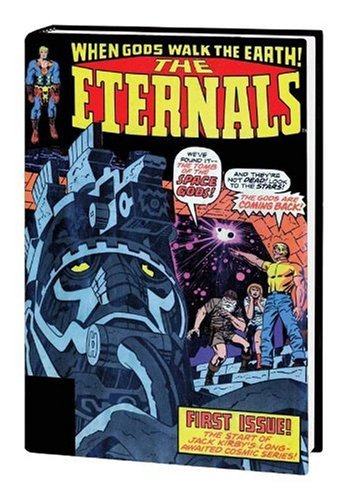 WHEN GODS WALK THE EARTH!
THE
ETERNALS
WE'VE
FOUND IT--
THE TOMB OF
THE
SPACE
GODS!
AND THEY'RE
NOT DEAD! LOOK
TO THE STARS!
THE GODS ARE
COMING BACK!
FIRST ISSUE!
THE START OF
JACK KIRBY'S LONG-
AWAITED COSMIC SERIES!